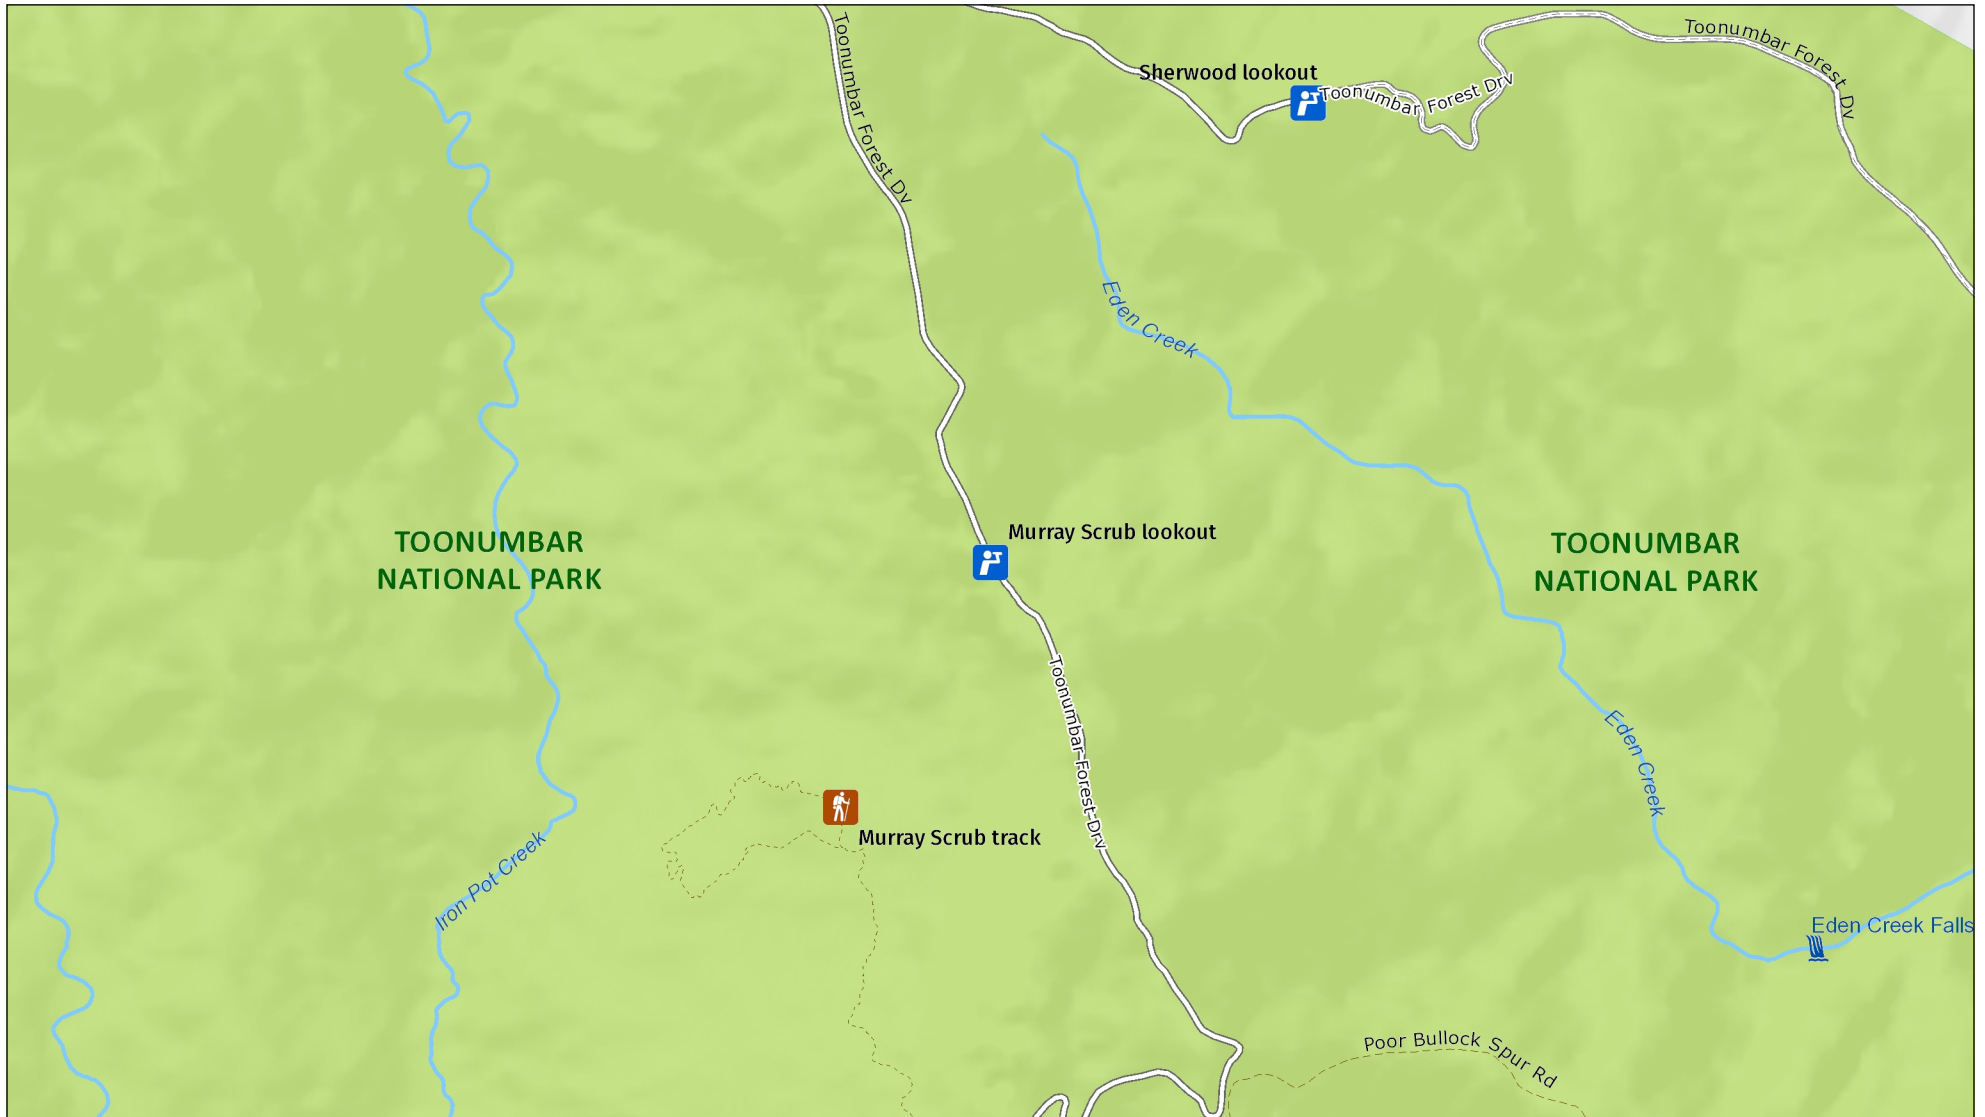 Toonumbar Forest Dv
Toonumbar Forest Dv
Sherwood lookout
Toonumbar Forest Drv
Eden Creek
Murray Scrub lookout
TOONUMBAR
NATIONAL PARK
TOONUMBAR
NATIONAL PARK
Toonumbar Forest Drv
Eden Creek
Murray Scrub track
Iron Pot Creek
Eden Creek Falls
Poor Bullock Spur Rd